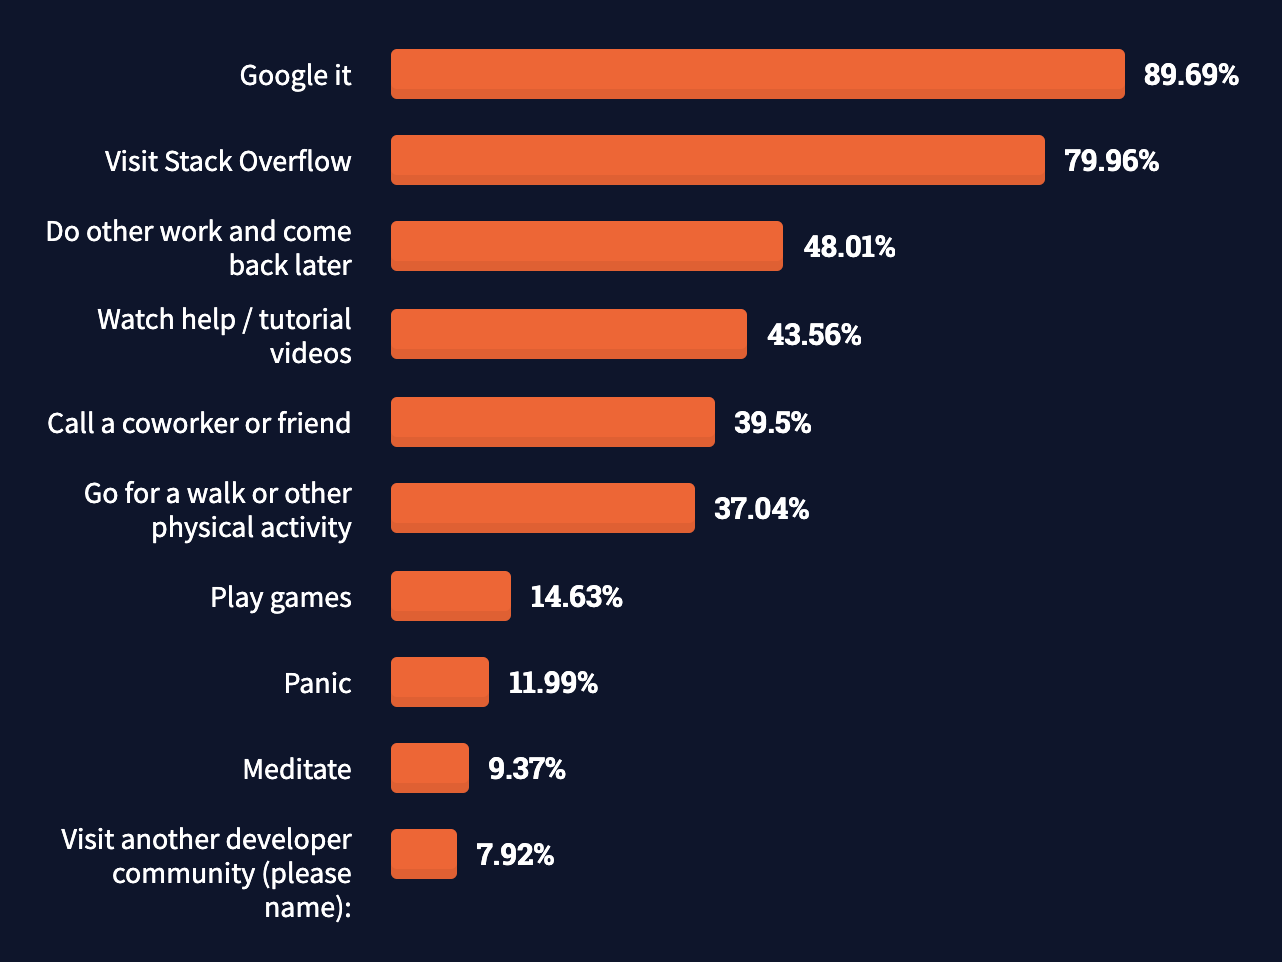 Google it
89.69%
Visit Stack Overflow
79.96%
Do other work and come
back later
48.01%
Watch help / tutorial
videos
43.56%
Call a coworker or friend
39.5%
Go for a walk or other
physical activity
37.04%
Play games
14.63%
Panic
11.99%
Meditate
9.37%
Visit another developer
community (please
name):
7.92%